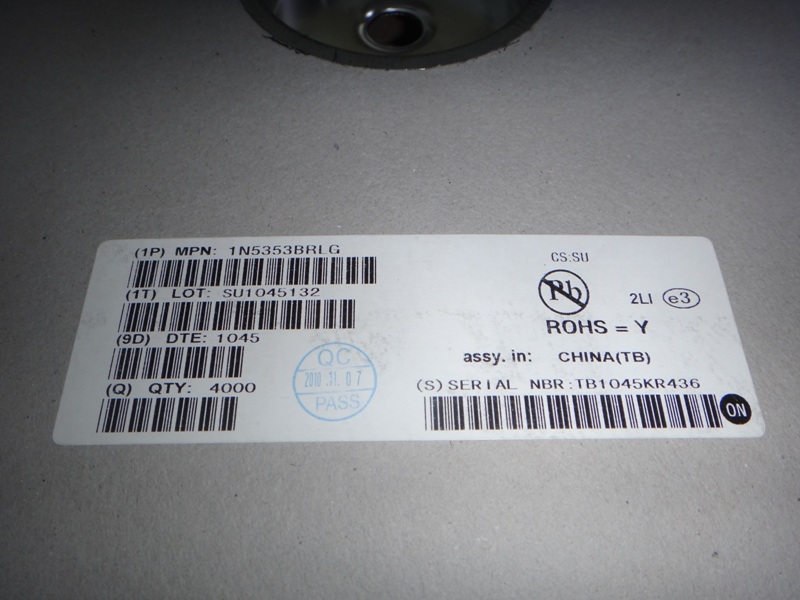 (1P) MPN: 1N5353BRLG
(1T) LOT: SU1045132
(9D) DTE: 1045
(Q) QTY: 4000
QC
2010.11.07
PASS
CS:SU
Pb
2LI e3
ROHS = Y
assy. in: CHINA(TB)
(S) SERIAL NBR:TB1045KR436
ON